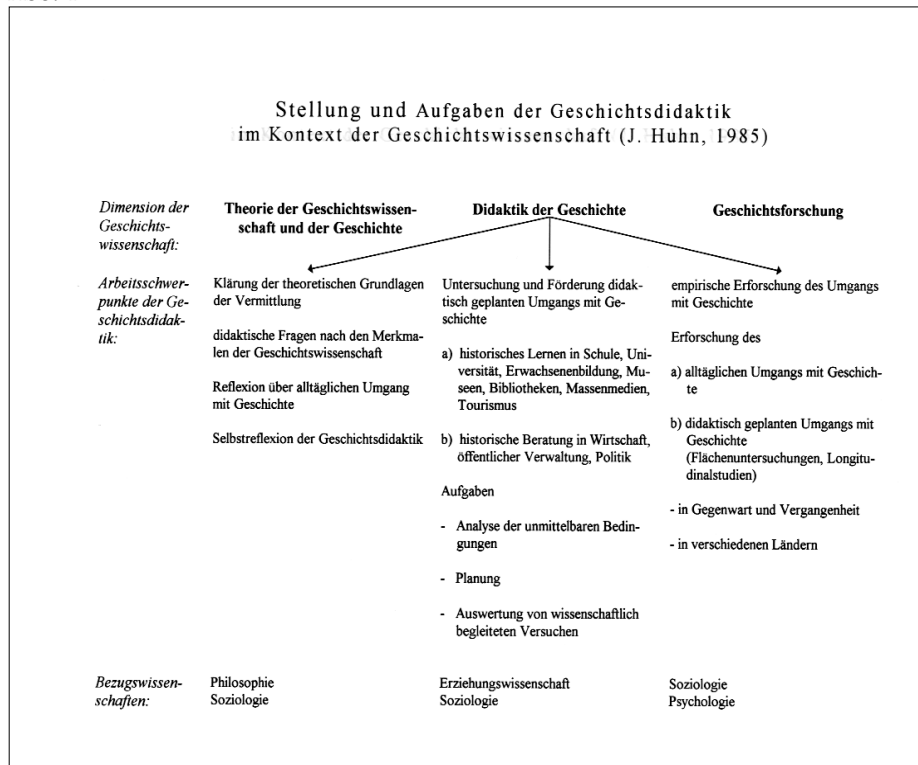 Stellung und Aufgaben der Geschichtsdidaktik
im Kontext der Geschichtswissenschaft (J. Huhn, 1985)
Dimension der
Geschichts-
wissenschaft:
Theorie der Geschichtswissen-
schaft und der Geschichte
Didaktik der Geschichte
Geschichtsforschung
Arbeitsschwer-
punkte der Ge-
schichtsdidak-
tik:
Klärung der theoretischen Grundlagen
der Vermittlung
didaktische Fragen nach den Merkma-
len der Geschichtswissenschaft
Reflexion über alltäglichen Umgang
mit Geschichte
Selbstreflexion der Geschichtsdidaktik
Untersuchung und Förderung didak-
tisch geplanten Umgangs mit Ge-
schichte
a) historisches Lernen in Schule, Uni-
versität, Erwachsenenbildung, Mu-
seen, Bibliotheken, Massenmedien,
Tourismus
b) historische Beratung in Wirtschaft,
öffentlicher Verwaltung, Politik
Aufgaben
- Analyse der unmittelbaren Bedin-
gungen
- Planung
- Auswertung von wissenschaftlich
begleiteten Versuchen
empirische Erforschung des Umgangs
mit Geschichte
Erforschung des
a) alltäglichen Umgangs mit Geschich-
te
b) didaktisch geplanten Umgangs mit
Geschichte
(Flächenuntersuchungen, Longitu-
dinalstudien)
- in Gegenwart und Vergangenheit
- in verschiedenen Ländern
Bezugswissen-
schaften:
Philosophie
Soziologie
Erziehungswissenschaft
Soziologie
Soziologie
Psychologie